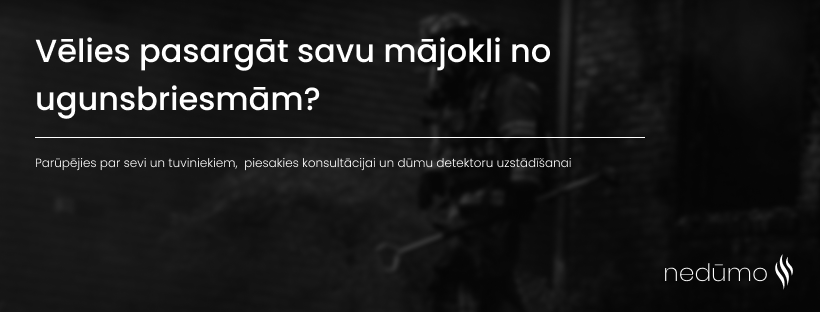 Vēlies pasargāt savu mājokli no
ugunsbriesmām?
Parūpējies par sevi un tuviniekiem, piesakies konsultācijai un dūmu detektoru uzstādīšanai
nedūmo